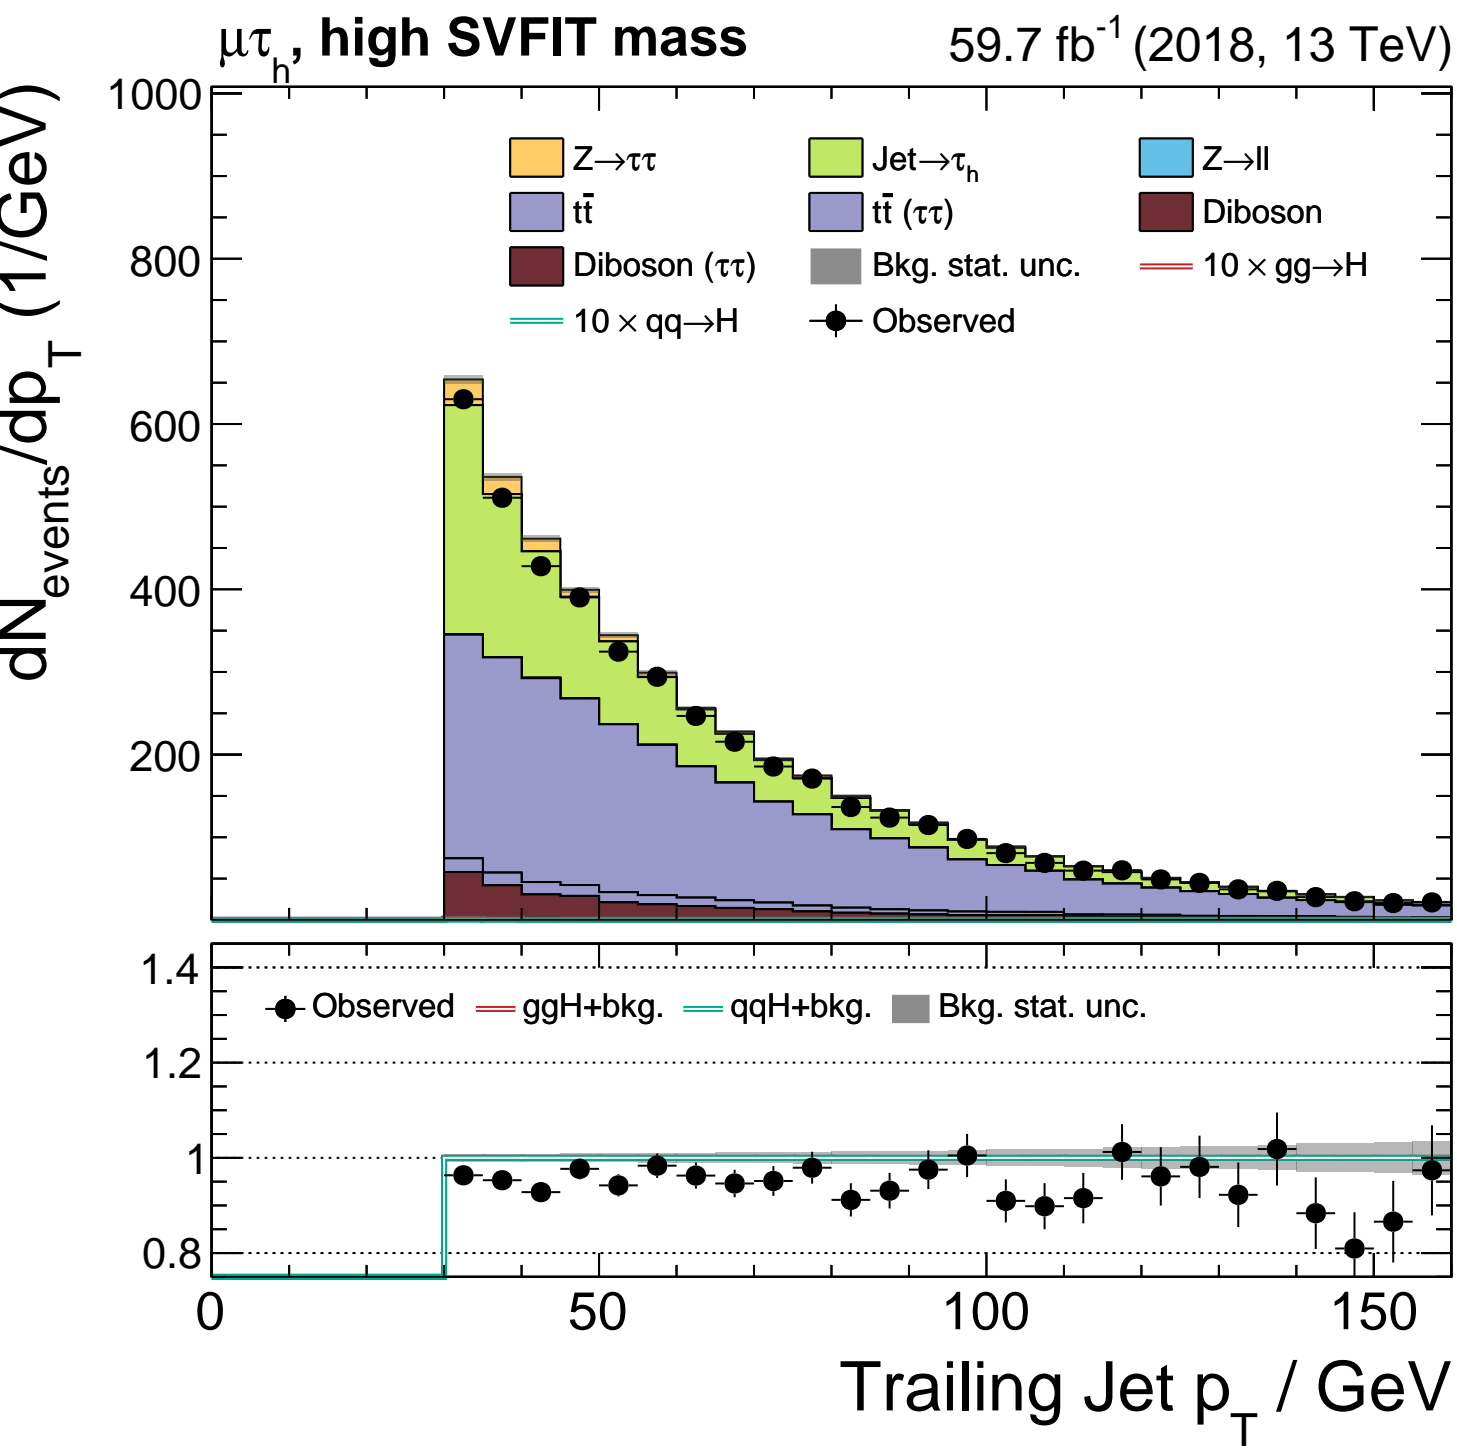 μτh, high SVFIT mass 59.7 fb-1 (2018, 13 TeV)
dNevents/dpT (1/GeV)
1000
800
600
400
200
Z→ττ Jet→τh Z→ll
tt̄ tt̄ (ττ) Diboson
Diboson (ττ) Bkg. stat. unc. 10 × gg→H
10 × qq→H Observed
1.4
1.2
1
0.8
Observed ggH+bkg. qqH+bkg. Bkg. stat. unc.
0 50 100 150
Trailing Jet pT / GeV